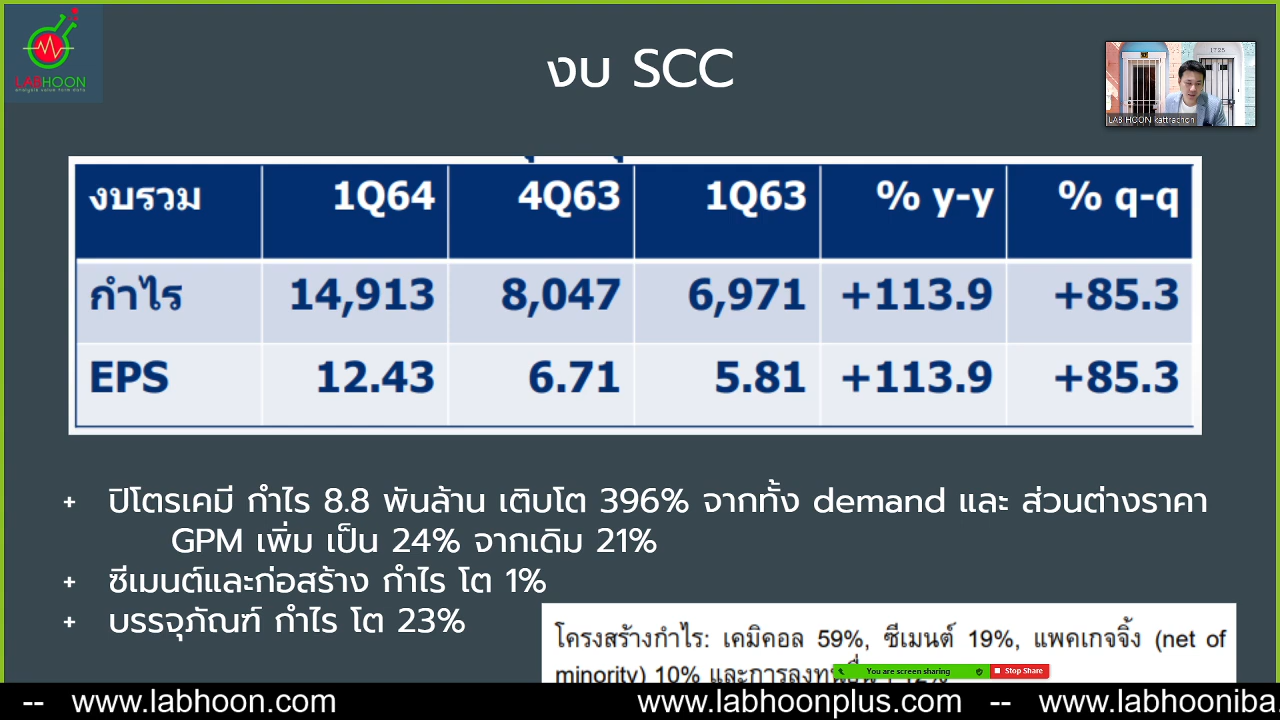 LABHOON
analysis value form data
งบ SCC
1725
LAB HOON kattrachon
งบรวม 1Q64 4Q63 1Q63 % y-y % q-q
กำไร 14,913 8,047 6,971 +113.9 +85.3
EPS 12.43 6.71 5.81 +113.9 +85.3
+ ปิโตรเคมี กำไร 8.8 พันล้าน เติบโต 396% จากทั้ง demand และ ส่วนต่างราคา
GPM เพิ่ม เป็น 24% จากเดิม 21%
+ ซีเมนต์และก่อสร้าง กำไร โต 1%
+ บรรจุภัณฑ์ กำไร โต 23%
โครงสร้างกำไร: เคมิคอล 59%, ซีเมนต์ 19%, แพคเกจจิ้ง (net of
minority) 10% และการลงทุนอื่น
You are screen sharing Stop Share
-- www.labhoon.com www.labhoonplus.com -- www.labhooniba.